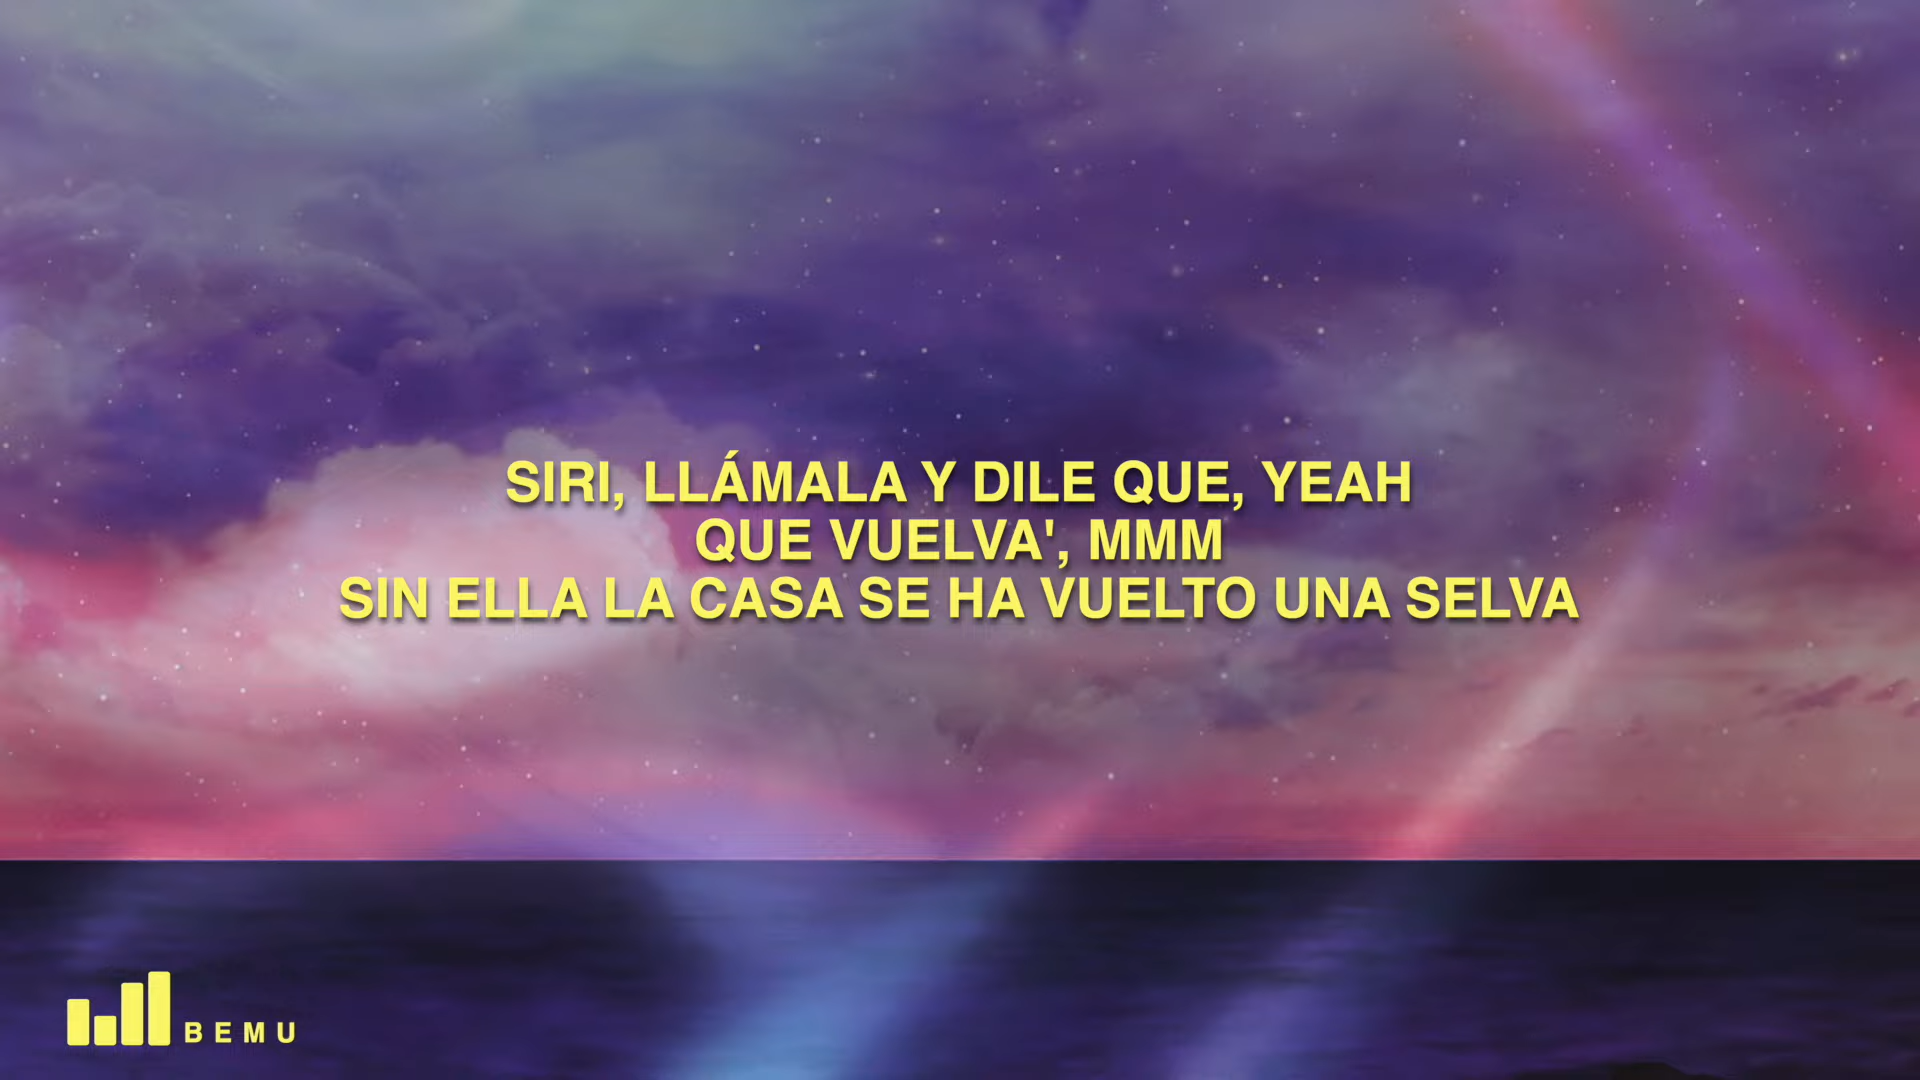 SIRI, LLÁMALA Y DILE QUE, YEAH
QUE VUELVA', MMM
SIN ELLA LA CASA SE HA VUELTO UNA SELVA
BEMU